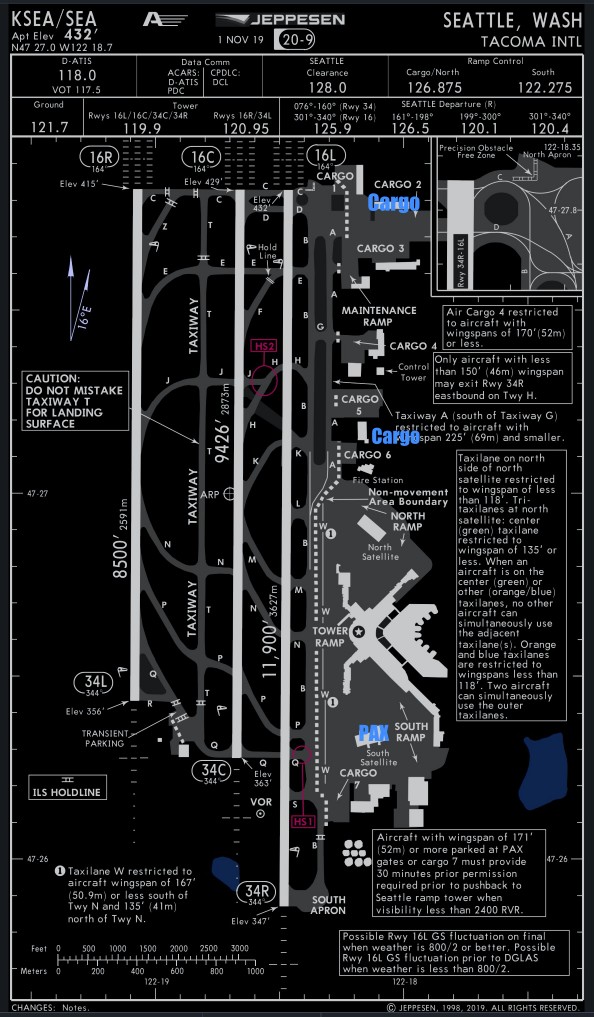 KSEA/SEA
Apt Elev 432'
N47 27.0 W122 18.7
JEPPESEN
1 NOV 19
20-9
SEATTLE, WASH
TACOMA INTL
D-ATIS
118.0
VOT 117.5
Data Comm
ACARS:
D-ATIS
PDC
CPDLC:
DCL
SEATTLE
Clearance
128.0
Ramp Control
Cargo/North
126.875
South
122.275
Ground
121.7
Tower
Rwys 16L/16C/34C/34R
119.9
Rwys 16R/34L
120.95
SEATTLE Departure (R)
076°-160° (Rwy 34)
301°-340° (Rwy 16)
125.9
161°-198°
126.5
199°-300°
120.1
301°-340°
120.4
16R
164°
16C
164°
16L
164°
Elev 415'
Elev 429'
Elev
432'
CARGO
CARGO 2
Cargo
CARGO 3
Precision Obstacle
Free Zone
122-18.35
North Apron
47-27.8
Rwy 34R-16L
C
D
B
A
Hold
Line
16°E
TAXIWAY
TAXIWAY
TAXIWAY
MAINTENANCE
RAMP
CARGO 4
Control
Tower
Air Cargo 4 restricted
to aircraft with
wingspans of 170'(52m)
or less.
Only aircraft with less
than 150' (46m) wingspan
may exit Rwy 34R
eastbound on Twy H.
HS2
CAUTION:
DO NOT MISTAKE
TAXIWAY T
FOR LANDING
SURFACE
CARGO
5
Taxiway A (south of Taxiway G)
restricted to aircraft with
wingspan 225' (69m) and smaller.
Cargo
CARGO 6
Fire Station
9426' 2873m
ARP
47-27
Non-movement
Area Boundary
NORTH
RAMP
North
Satellite
8500' 2591m
11,900' 3627m
TOWER
RAMP
Taxilane on north
side of north
satellite restricted
to wingspan of less
than 118'. Tri-
taxilanes at north
satellite: center
(green) taxilane
restricted to
wingspan of 135' or
less. When an
aircraft is on the
center (green) or
other (orange/blue)
taxilanes, no other
aircraft can
simultaneously use
the adjacent
taxilane(s). Orange
and blue taxilanes
are restricted to
wingspans less than
118'. Two aircraft
can simultaneously
use the outer
taxilanes.
34L
344°
Elev 356'
TRANSIENT
PARKING
PAX
SOUTH
RAMP
South
Satellite
CARGO
7
34C
344°
Elev
363'
ILS HOLDLINE
VOR
HS1
47-26
47-26
1 Taxilane W restricted to
aircraft wingspan of 167'
(50.9m) or less south of
Twy N and 135' (41m)
north of Twy N.
Aircraft with wingspan of 171'
(52m) or more parked at PAX
gates or cargo 7 must provide
30 minutes prior permission
required prior to pushback to
Seattle ramp tower when
visibility less than 2400 RVR.
34R
344°
Elev 347'
SOUTH
APRON
Feet 0 500 1000 1500 2000 2500 3000
Meters 0 200 400 600 800 1000
122-19
122-18
Possible Rwy 16L GS fluctuation on final
when weather is 800/2 or better. Possible
Rwy 16L GS fluctuation prior to DGLAS
when weather is less than 800/2.
CHANGES: Notes.
© JEPPESEN, 1998, 2019. ALL RIGHTS RESERVED.